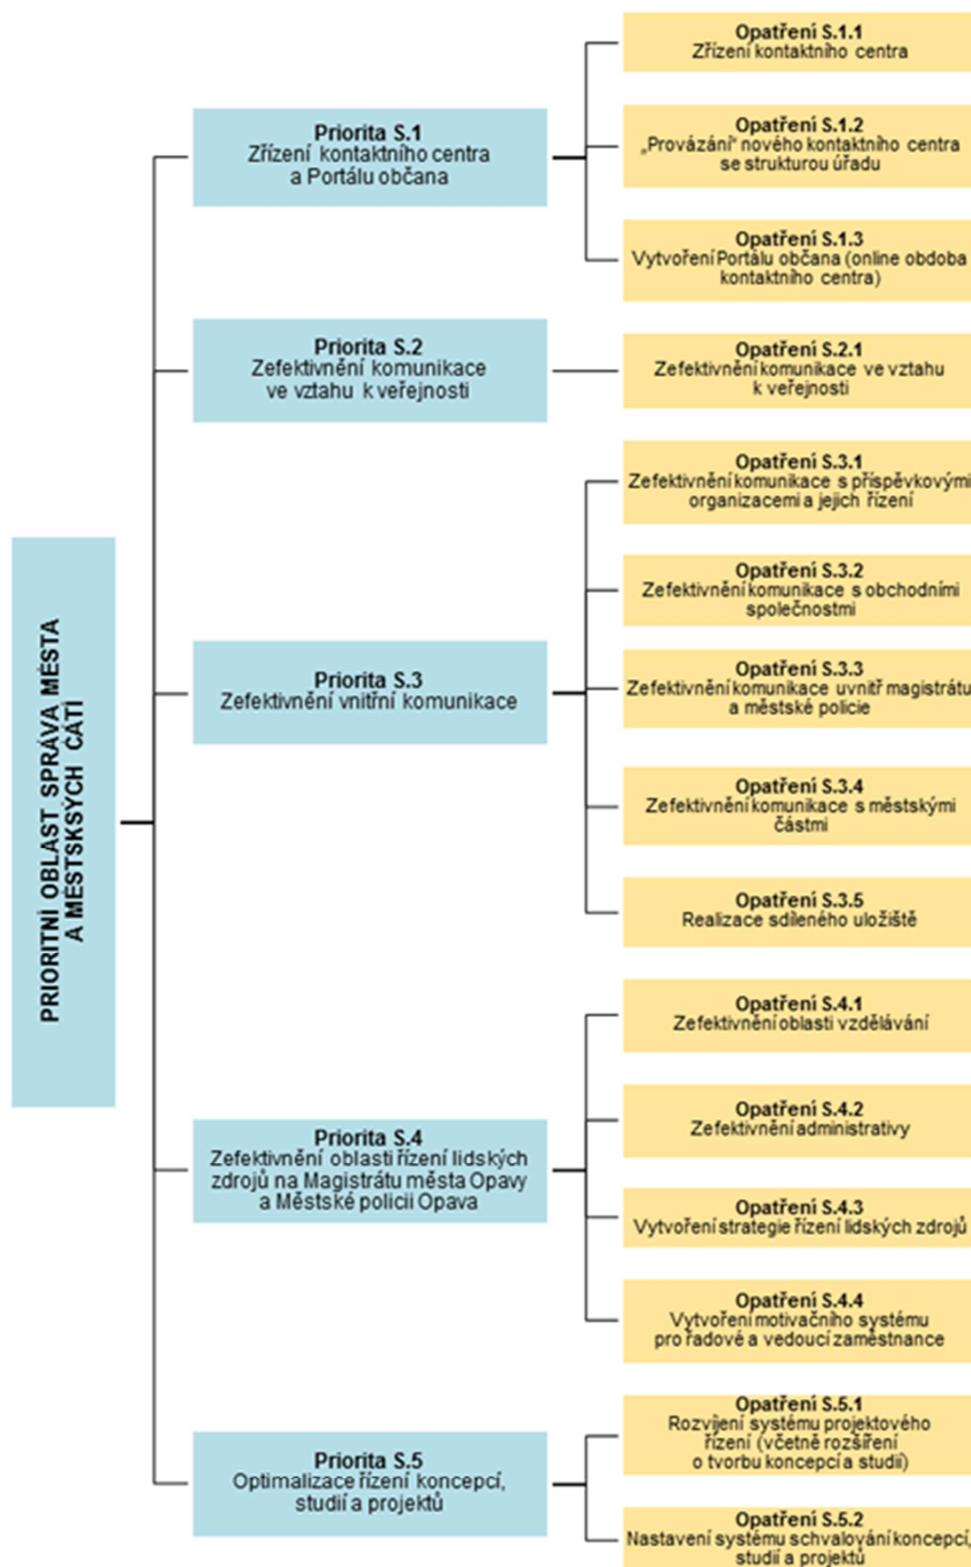 PRIORITNÍ OBLAST SPRÁVA MĚSTA
A MĚSTSKSÝCH ČÁTÍ
Priorita S.1
Zřízení kontaktního centra
a Portálu občana
Opatření S.1.1
Zřízení kontaktního centra
Opatření S.1.2
„Provázání“ nového kontaktního centra
se strukturou úřadu
Opatření S.1.3
Vytvoření Portálu občana (online obdoba
kontaktního centra)
Priorita S.2
Zefektivnění komunikace
ve vztahu k veřejnosti
Opatření S.2.1
Zefektivnění komunikace ve vztahu
k veřejnosti
Priorita S.3
Zefektivnění vnitřní komunikace
Opatření S.3.1
Zefektivnění komunikace s příspěvkovými
organizacemi a jejich řízení
Opatření S.3.2
Zefektivnění komunikace s obchodními
společnostmi
Opatření S.3.3
Zefektivnění komunikace uvnitř magistrátu
a městské policie
Opatření S.3.4
Zefektivnění komunikace s městskými
částmi
Opatření S.3.5
Realizace sdíleného uložiště
Priorita S.4
Zefektivnění oblasti řízení lidských
zdrojů na Magistrátu města Opavy
a Městské policii Opava
Opatření S.4.1
Zefektivnění oblasti vzdělávání
Opatření S.4.2
Zefektivnění administrativy
Opatření S.4.3
Vytvoření strategie řízení lidských zdrojů
Opatření S.4.4
Vytvoření motivačního systému
pro řadové a vedoucí zaměstnance
Priorita S.5
Optimalizace řízení koncepcí,
studií a projektů
Opatření S.5.1
Rozvíjení systému projektového
řízení (včetně rozšíření
o tvorbu koncepcí a studií)
Opatření S.5.2
Nastavení systému schvalování koncepcí,
studií a projektů